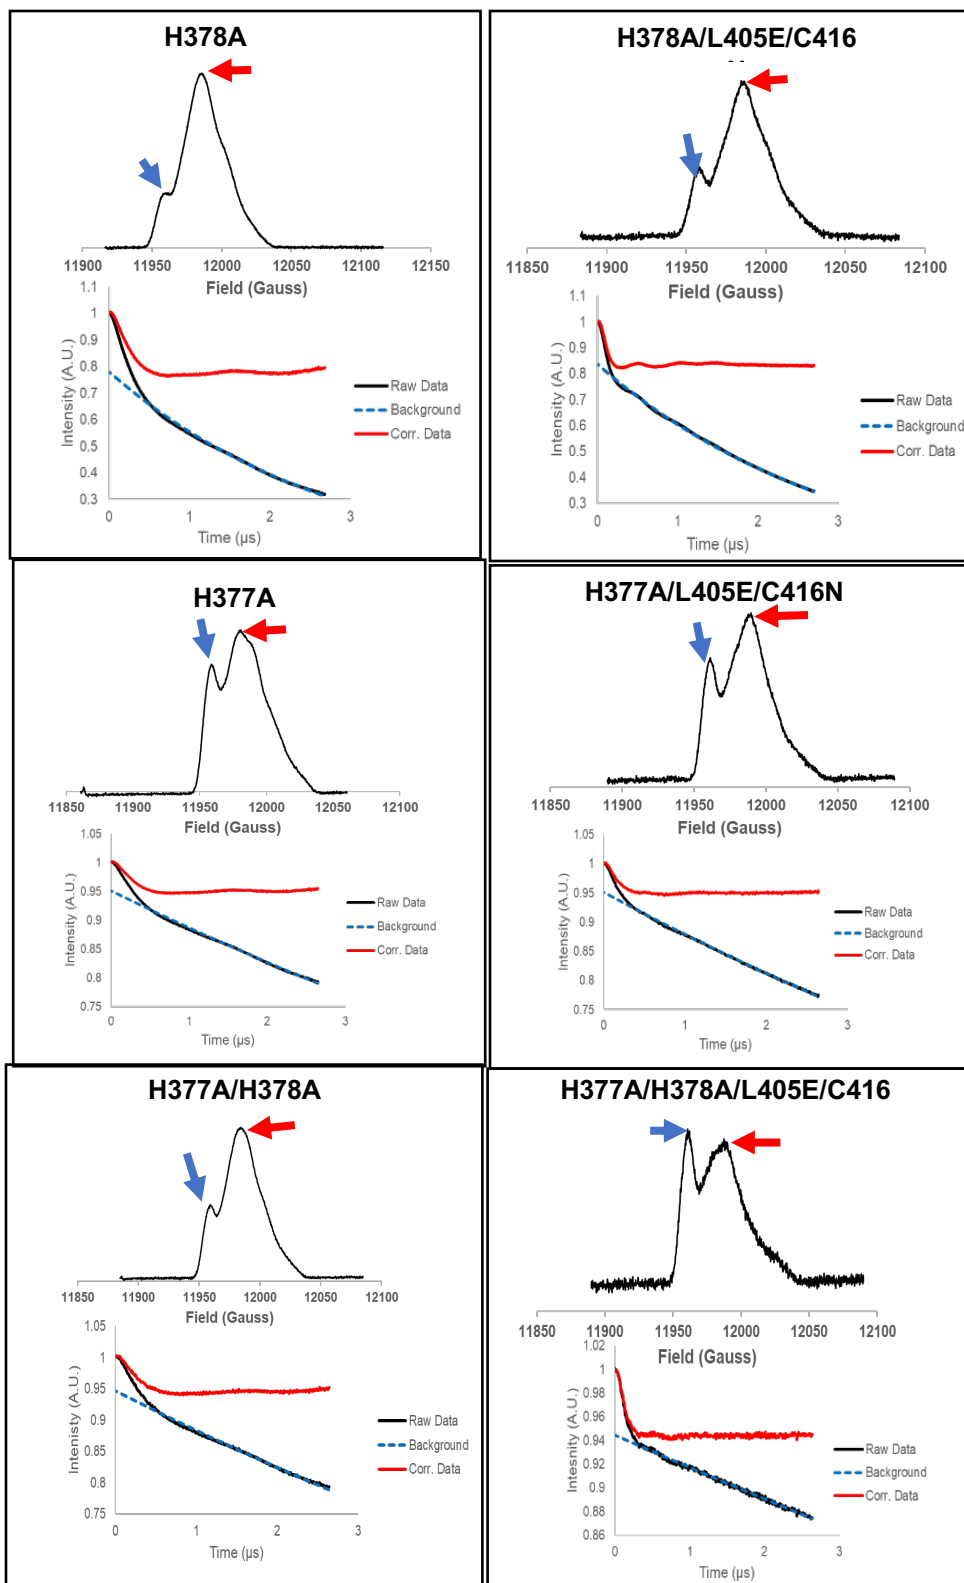 H378A
11900 11950 12000 12050 12100 12150
Field (Gauss)
1.1
1
0.9
0.8
0.7
0.6
0.5
0.4
0.3
Intensity (A.U.)
0 1 2 3
Time (µs)
Raw Data
Background
Corr. Data
H378A/L405E/C416
11850 11900 11950 12000 12050 12100
Field (Gauss)
1.1
1
0.9
0.8
0.7
0.6
0.5
0.4
0.3
Intensity (A.U.)
0 1 2 3
Time (µs)
Raw Data
Background
Corr. Data
H377A
11850 11900 11950 12000 12050 12100
Field (Gauss)
1.05
1
0.95
0.9
0.85
0.8
0.75
Intensity (A.U.)
0 1 2 3
Time (µs)
Raw Data
Background
Corr. Data
H377A/L405E/C416N
11850 11900 11950 12000 12050 12100
Field (Gauss)
1.05
1
0.95
0.9
0.85
0.8
0.75
Intensity (A.U.)
0 1 2 3
Time (µs)
Raw Data
Background
Corr. Data
H377A/H378A
11850 11900 11950 12000 12050 12100
Field (Gauss)
1.05
1
0.95
0.9
0.85
0.8
0.75
Intenisty (A.U.)
0 1 2 3
Time (µs)
Raw Data
Background
Corr. Data
H377A/H378A/L405E/C416
11850 11900 11950 12000 12050 12100
Field (Gauss)
1.02
1
0.98
0.96
0.94
0.92
0.9
0.88
0.86
Intesnity (A.U.)
0 1 2 3
Time (µs)
Raw Data
Background
Corr. Data